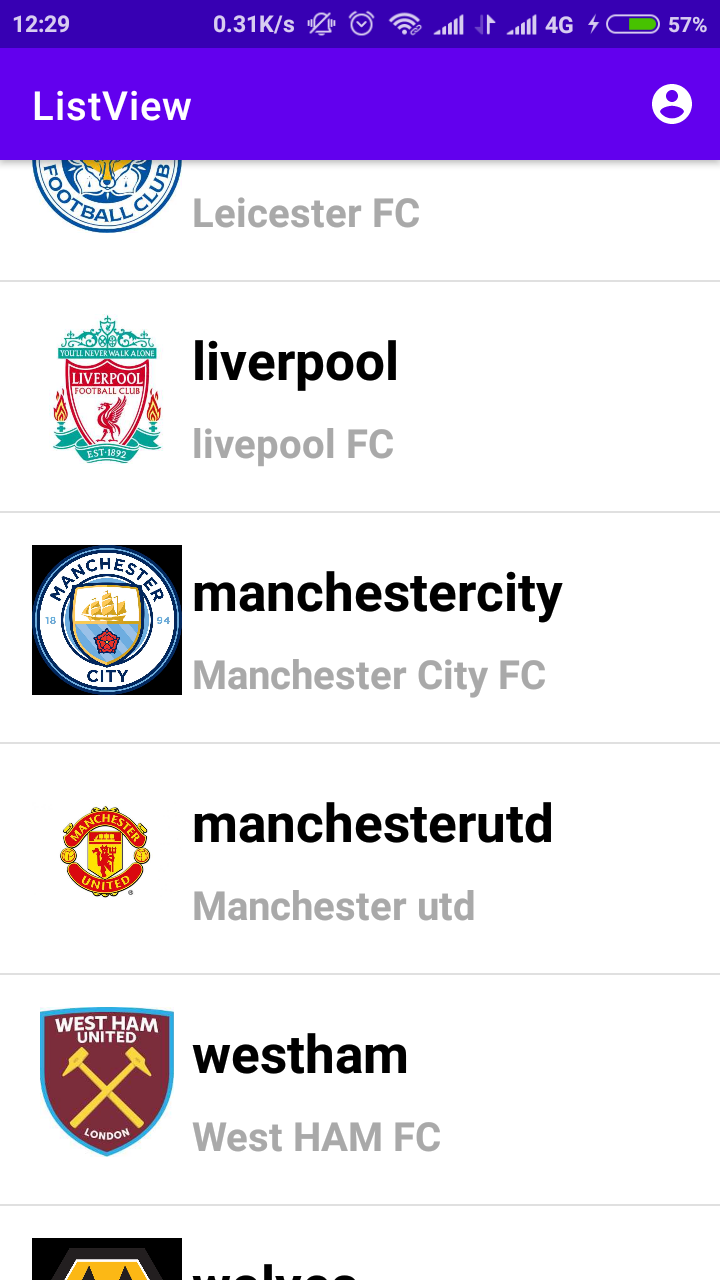 12:29 0.31K/s 4G 57%
ListView
FOOTBALL CLUB
Leicester FC
YOU'LL NEVER WALK ALONE
LIVERPOOL
FOOTBALL CLUB
EST·1892
liverpool
livepool FC
MANCHESTER
18 94
CITY
manchestercity
Manchester City FC
MANCHESTER
UNITED
®
manchesterutd
Manchester utd
WEST HAM
UNITED
LONDON
westham
West HAM FC
wolves